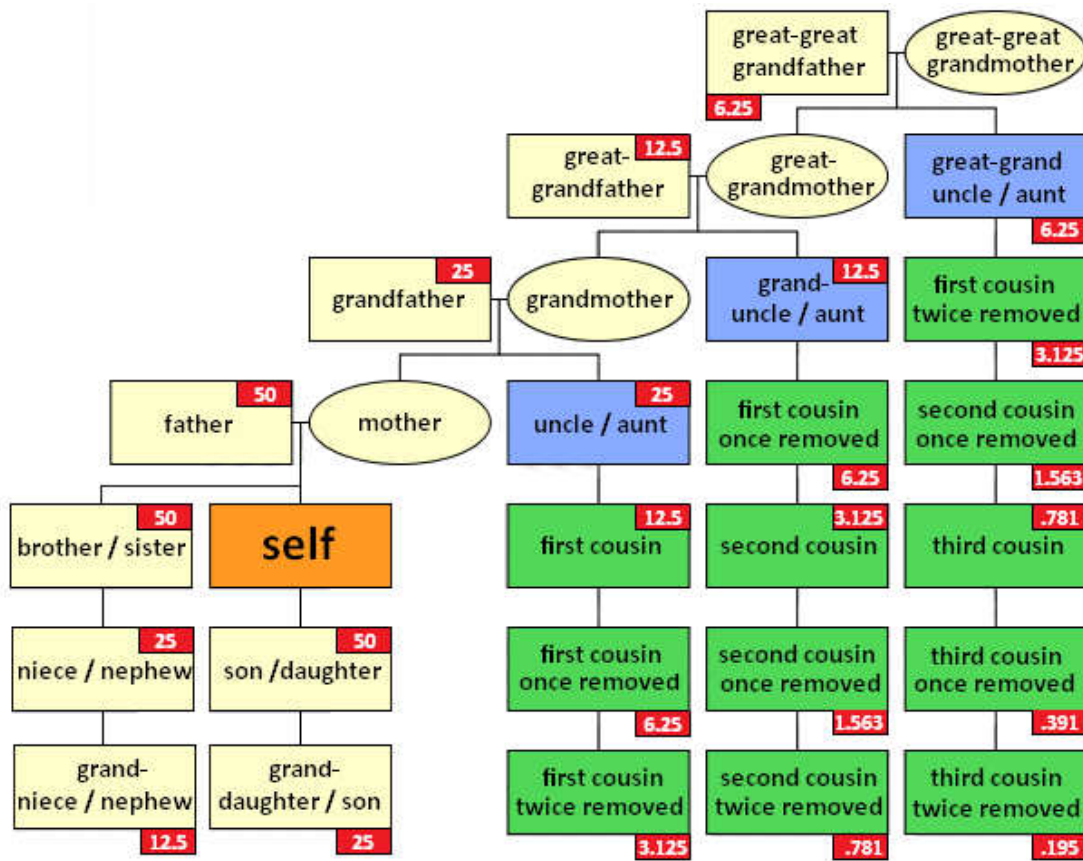 great-great
grandfather
6.25
great-great
grandmother
great-
grandfather
12.5
great-
grandmother
great-grand
uncle / aunt
6.25
grandfather
25
grandmother
grand-
uncle / aunt
12.5
first cousin
twice removed
3.125
father
50
mother
uncle / aunt
25
first cousin
once removed
6.25
second cousin
once removed
1.563
brother / sister
50
self
first cousin
12.5
second cousin
3.125
third cousin
.781
niece / nephew
25
son /daughter
50
first cousin
once removed
6.25
second cousin
once removed
1.563
third cousin
once removed
.391
grand-
niece / nephew
12.5
grand-
daughter / son
25
first cousin
twice removed
3.125
second cousin
twice removed
.781
third cousin
twice removed
.195